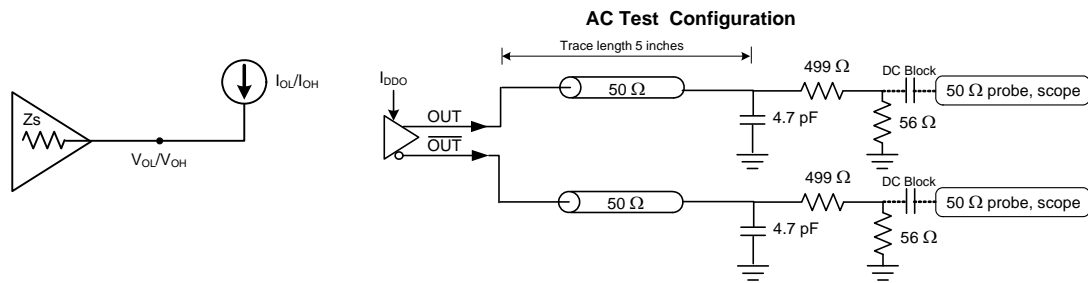 AC Test Configuration
Trace length 5 inches
Zs
V_OL/V_OH
I_OL/I_OH
I_DDO
OUT
OUT
50 Ω
4.7 pF
499 Ω
56 Ω
DC Block
50 Ω probe, scope
50 Ω
4.7 pF
499 Ω
56 Ω
DC Block
50 Ω probe, scope